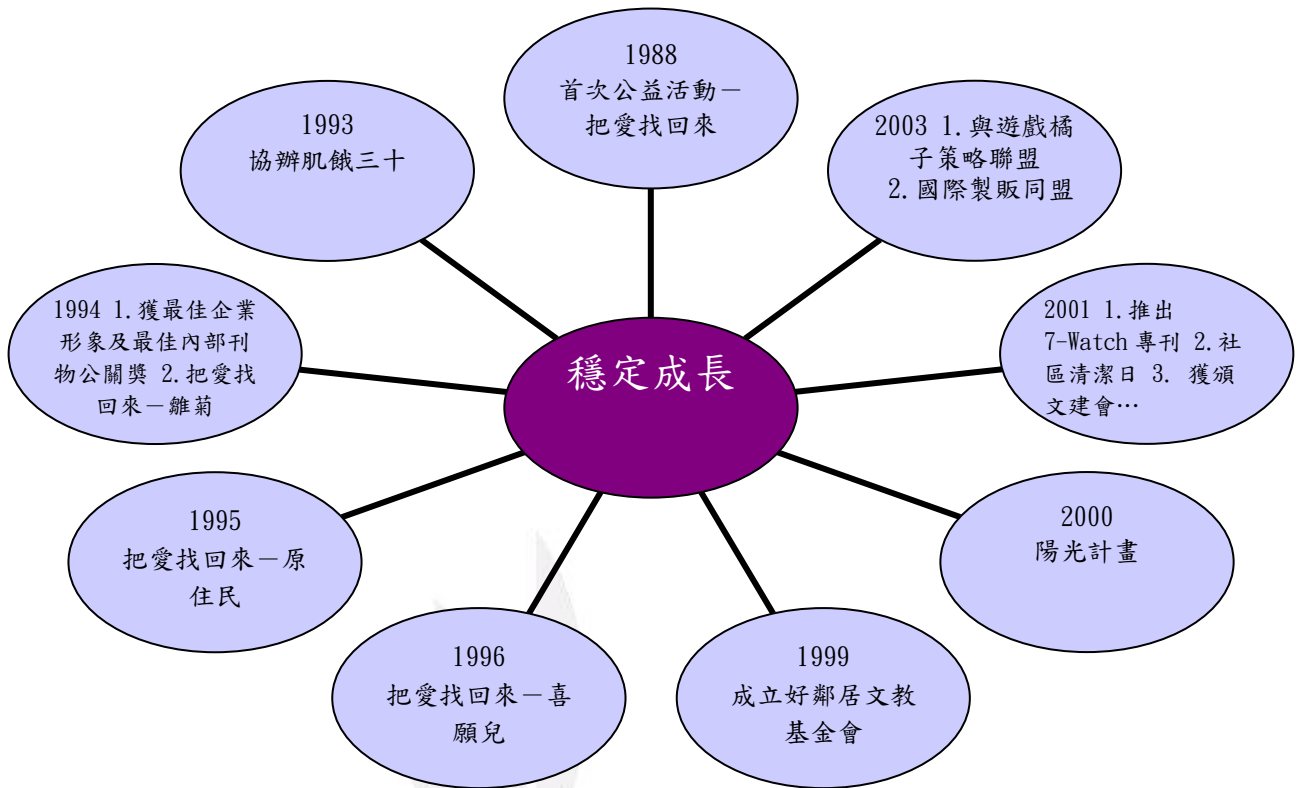 1988
首次公益活動－
把愛找回來
1993
協辦肌餓三十
2003 1.與遊戲橘
子策略聯盟
2.國際製販同盟
1994 1.獲最佳企業
形象及最佳內部刊
物公關獎 2.把愛找
回來－雛菊
穩定成長
2001 1.推出
7-Watch 專刊 2.社
區清潔日 3. 獲頒
文建會…
1995
把愛找回來－原
住民
2000
陽光計畫
1996
把愛找回來－喜
願兒
1999
成立好鄰居文教
基金會